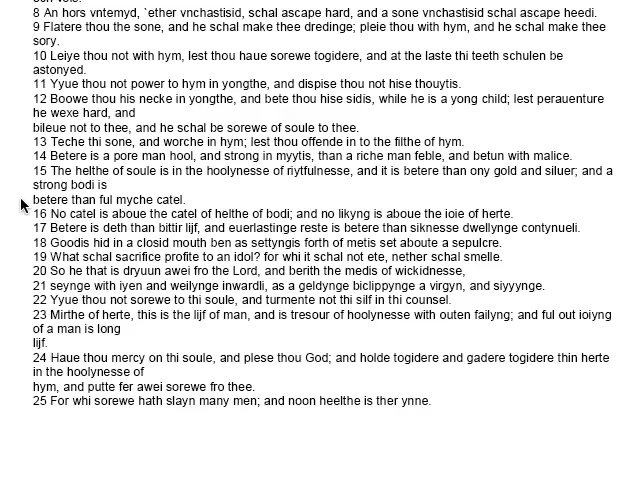 8 An hors vntemyd, `ether vnchastisid, schal ascape hard, and a sone vnchastisid schal ascape heedi.
9 Flatere thou the sone, and he schal make thee dredinge; pleie thou with hym, and he schal make thee
sory.
10 Leiye thou not with hym, lest thou haue sorewe togidere, and at the laste thi teeth schulen be
astonyed.
11 Yyue thou not power to hym in yongthe, and dispise thou not hise thouytis.
12 Boowe thou his necke in yongthe, and bete thou hise sidis, while he is a yong child; lest perauenture
he wexe hard, and
bileue not to thee, and he schal be sorewe of soule to thee.
13 Teche thi sone, and worche in hym; lest thou offende in to the filthe of hym.
14 Betere is a pore man hool, and strong in myytis, than a riche man feble, and betun with malice.
15 The helthe of soule is in the hoolynesse of riytfulnesse, and it is betere than ony gold and siluer; and a
strong bodi is
betere than ful myche catel.
16 No catel is aboue the catel of helthe of bodi; and no likyng is aboue the ioie of herte.
17 Betere is deth than bittir lijf, and euerlastinge reste is betere than siknesse dwellynge contynueli.
18 Goodis hid in a closid mouth ben as settyngis forth of metis set aboute a sepulcre.
19 What schal sacrifice profite to an idol? for whi it schal not ete, nether schal smelle.
20 So he that is dryuun awei fro the Lord, and berith the medis of wickidnesse,
21 seynge with iyen and weilynge inwardli, as a geldynge biclippynge a virgyn, and siyyynge.
22 Yyue thou not sorewe to thi soule, and turmente not thi silf in thi counsel.
23 Mirthe of herte, this is the lijf of man, and is tresour of hoolynesse with outen failyng; and ful out ioiyng
of a man is long
lijf.
24 Haue thou mercy on thi soule, and plese thou God; and holde togidere and gadere togidere thin herte
in the hoolynesse of
hym, and putte fer awei sorewe fro thee.
25 For whi sorewe hath slayn many men; and noon heelthe is ther ynne.